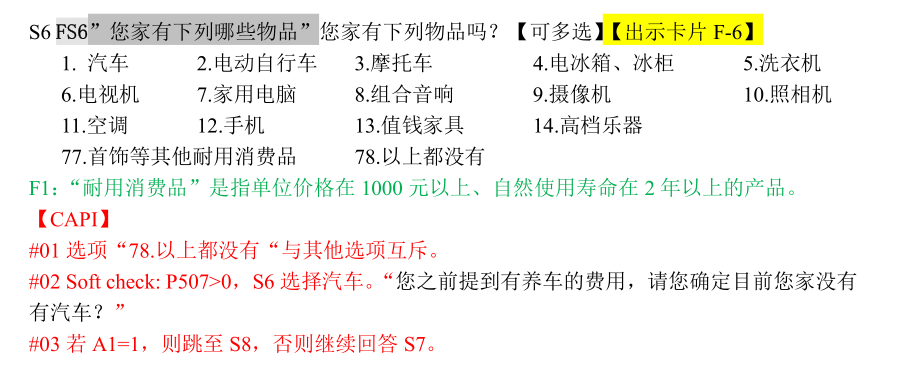 S6 FS6”您家有下列哪些物品”您家有下列物品吗？【可多选】【出示卡片 F-6】
1. 汽车 2.电动自行车 3.摩托车 4.电冰箱、冰柜 5.洗衣机
6.电视机 7.家用电脑 8.组合音响 9.摄像机 10.照相机
11.空调 12.手机 13.值钱家具 14.高档乐器
77.首饰等其他耐用消费品 78.以上都没有
F1：“耐用消费品”是指单位价格在 1000 元以上、自然使用寿命在 2 年以上的产品。
【CAPI】
#01 选项“78.以上都没有“与其他选项互斥。
#02 Soft check: P507>0，S6 选择汽车。“您之前提到有养车的费用，请您确定目前您家没有
有汽车？”
#03 若 A1=1，则跳至 S8，否则继续回答 S7。